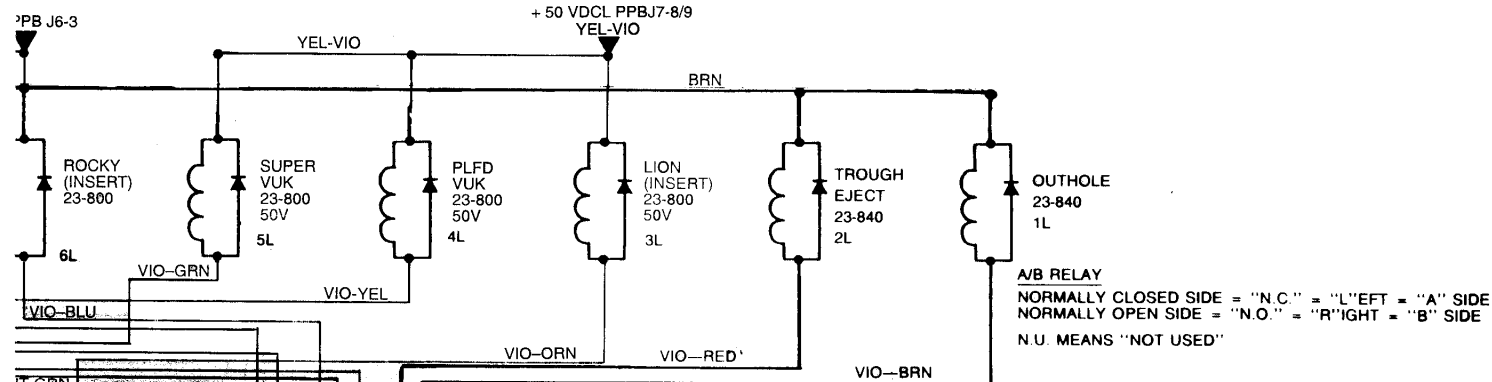 PPB J6-3
+ 50 VDCL PPBJ7-8/9
YEL-VIO
YEL-VIO
BRN
ROCKY
(INSERT)
23-800
6L
SUPER
VUK
23-800
50V
5L
PLFD
VUK
23-800
50V
4L
LION
(INSERT)
23-800
50V
3L
TROUGH
EJECT
23-840
2L
OUTHOLE
23-840
1L
VIO–GRN
VIO-YEL
VIO–BLU
VIO–ORN
VIO–RED
VIO–BRN
A/B RELAY
NORMALLY CLOSED SIDE = "N.C." = "L"EFT = "A" SIDE
NORMALLY OPEN SIDE = "N.O." = "R"IGHT = "B" SIDE
N.U. MEANS "NOT USED"